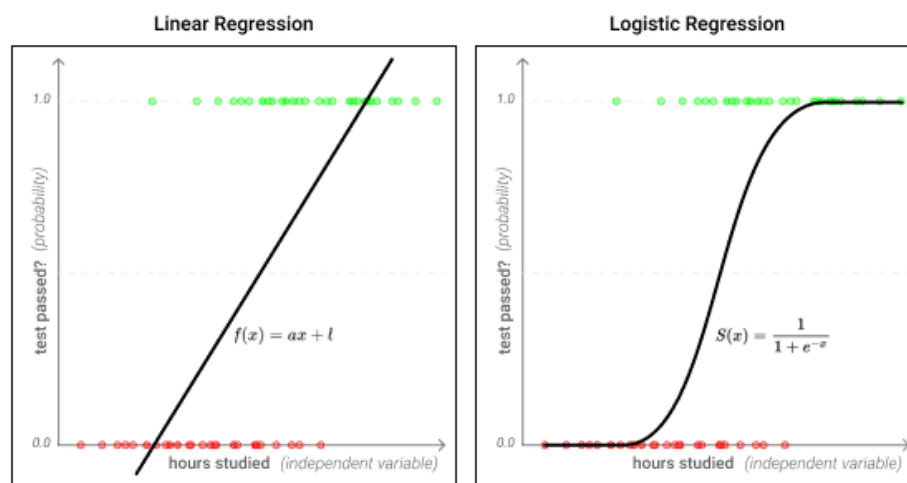 Linear Regression
1.0
test passed? (probability)
f(x) = ax + l
0.0
hours studied (independent variable)
Logistic Regression
1.0
test passed? (probability)
S(x) = 1 / (1 + e^{-x})
0.0
hours studied (independent variable)